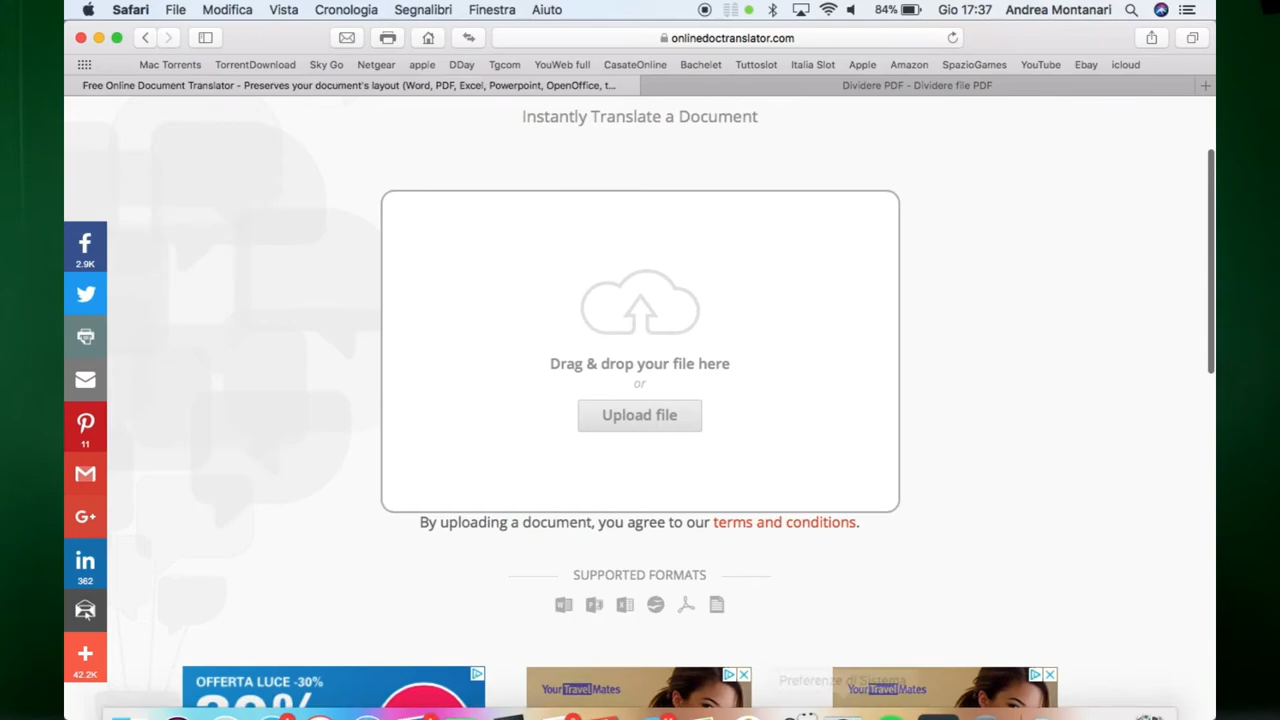 Safari File Modifica Vista Cronologia Segnalibri Finestra Aiuto 84% Gio 17:37 Andrea Montanari
onlinedoctranslator.com
Mac Torrents TorrentDownload Sky Go Netgear apple DDay Tgcom YouWeb full CasateOnline Bachelet Tuttoslot Italia Slot Apple Amazon SpazioGames YouTube Ebay icloud
Free Online Document Translator - Preserves your document's layout (Word, PDF, Excel, Powerpoint, OpenOffice, t... Dividere PDF - Dividere file PDF
Instantly Translate a Document
2.9K
11
G+
in
362
42.2K
Drag & drop your file here
or
Upload file
By uploading a document, you agree to our terms and conditions.
SUPPORTED FORMATS
OFFERTA LUCE -30%
YourTravelMates
Preferenze di Sistema
YourTravelMates